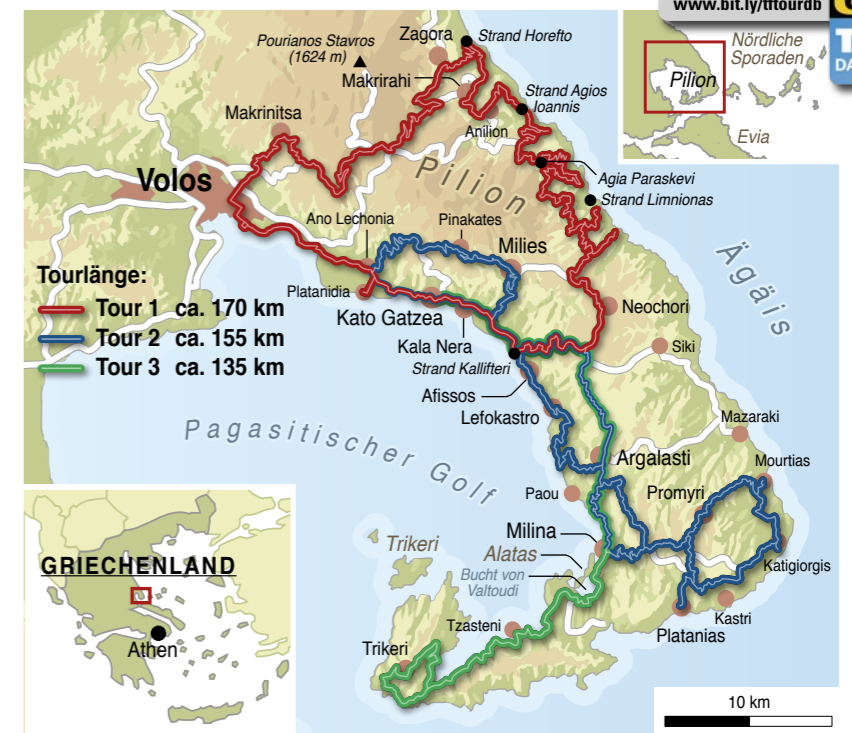 www.bit.ly/tftourdb
Pourianos Stavros
(1624 m)
Zagora
Strand Horefto
Makrirahi
Strand Agios
Ioannis
Makrinitsa
Anilion
Nördliche
Sporaden
Pilion
Evia
Volos
Pilion
Agia Paraskevi
Strand Limnionas
Ano Lechonia
Pinakates
Milies
Ägäis
Tourlänge:
Tour 1 ca. 170 km
Tour 2 ca. 155 km
Tour 3 ca. 135 km
Platanidia
Kato Gatzea
Neochori
Kala Nera
Siki
Strand Kallifteri
Afissos
Lefokastro
Mazaraki
Pagasitischer Golf
Argalasti
Mourtias
Paou
Promyri
Milina
Trikeri
Alatas
Katigiorgis
Bucht von
Valtoudi
Kastri
Tzasteni
Platanias
Trikeri
GRIECHENLAND
Athen
10 km